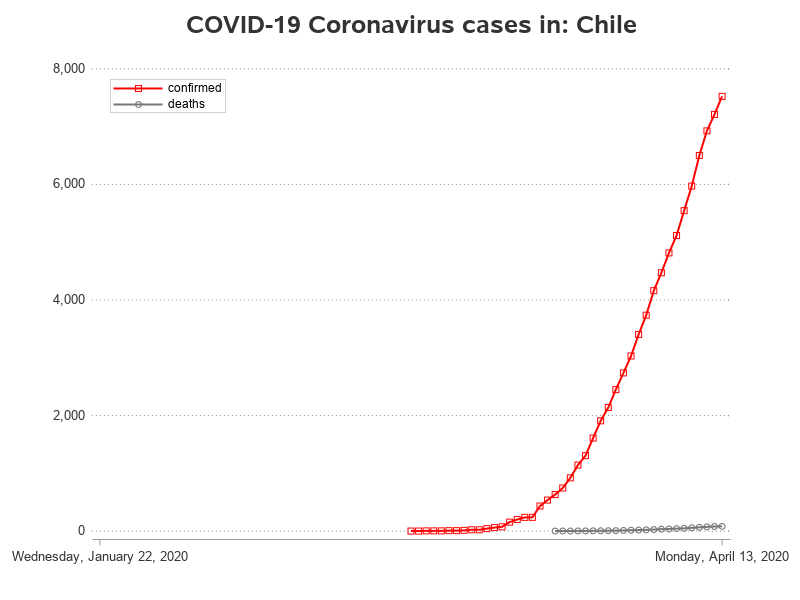 COVID-19 Coronavirus cases in: Chile
8,000
confirmed
deaths
6,000
4,000
2,000
0
Wednesday, January 22, 2020
Monday, April 13, 2020